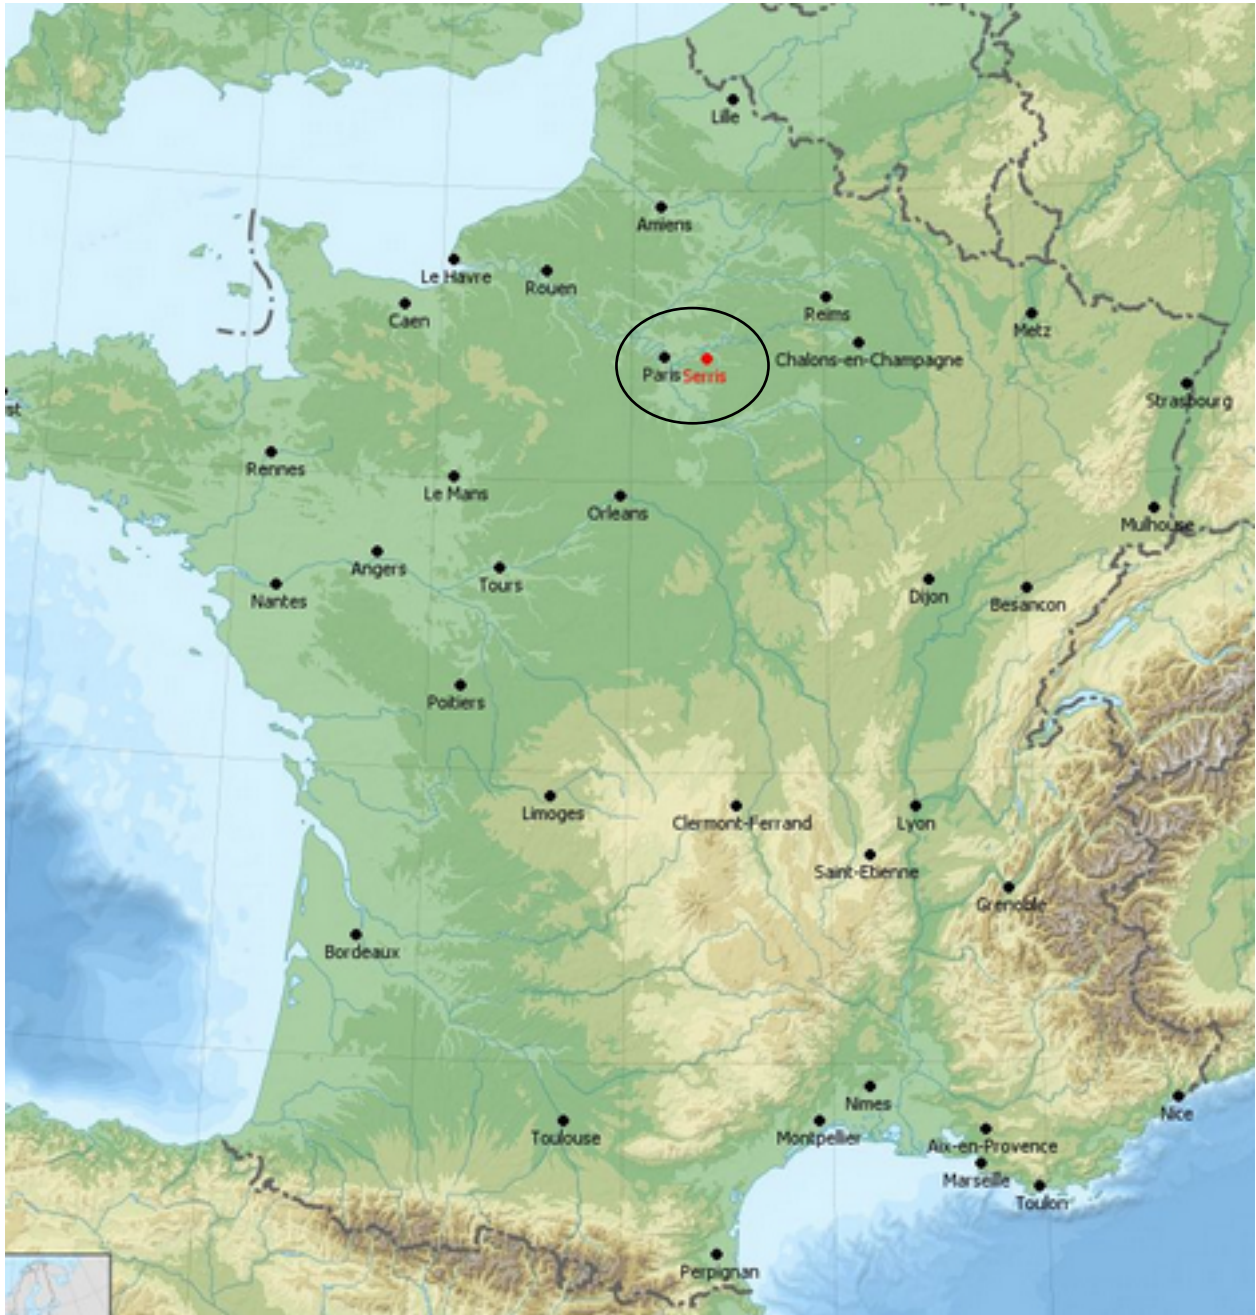 Lille
Amiens
Le Havre
Rouen
Caen
Reims
Metz
Chalons-en-Champagne
Paris
Serris
st
Strasbourg
Rennes
Le Mans
Orleans
Mulhouse
Angers
Tours
Nantes
Dijon
Besancon
Poitiers
Limoges
Clermont-Ferrand
Lyon
Saint-Etienne
Grenoble
Bordeaux
Nimes
Nice
Toulouse
Montpellier
Aix-en-Provence
Marseille
Toulon
Perpignan